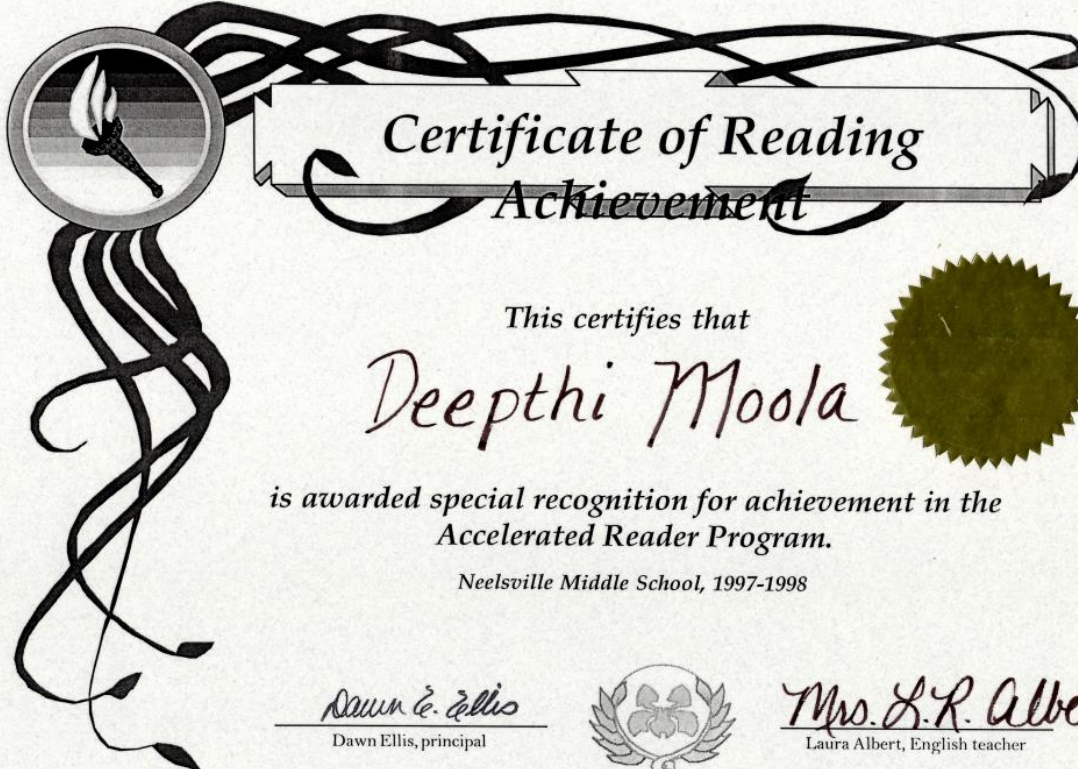 Certificate of Reading
Achievement
This certifies that
Deepthi Moola
is awarded special recognition for achievement in the
Accelerated Reader Program.
Neelsville Middle School, 1997-1998
Dawn E. Ellis
Mrs. L.R. Albe
Dawn Ellis, principal
Laura Albert, English teacher